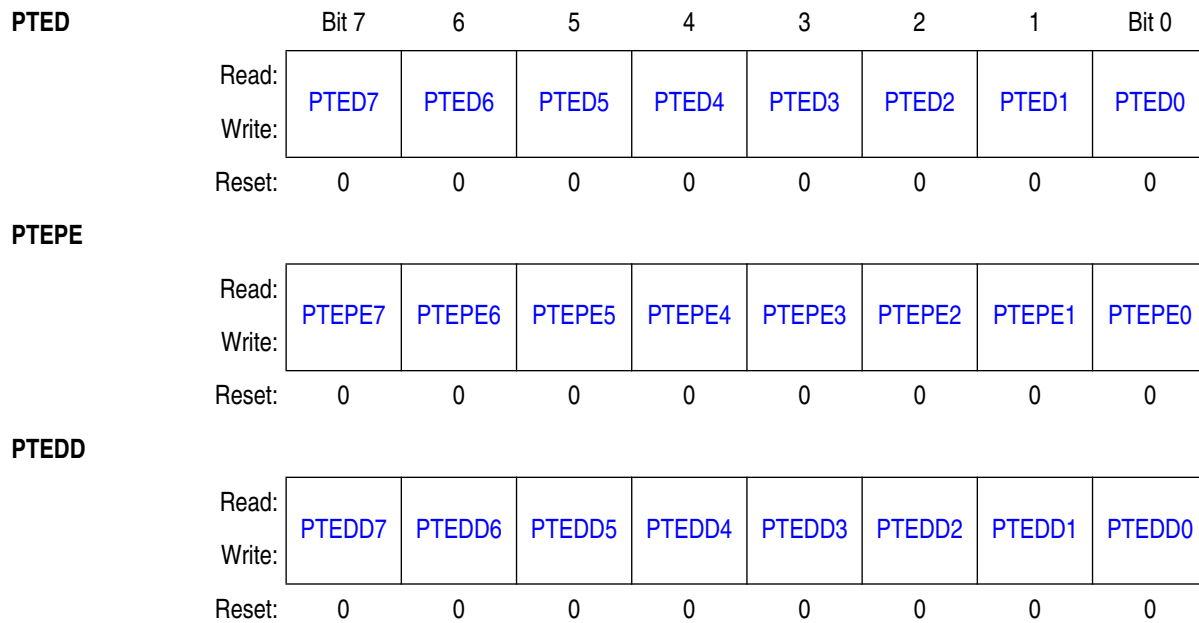 PTED Bit 7 6 5 4 3 2 1 Bit 0
Read:
PTED7 PTED6 PTED5 PTED4 PTED3 PTED2 PTED1 PTED0
Write:
Reset: 0 0 0 0 0 0 0 0
PTEPE
Read:
PTEPE7 PTEPE6 PTEPE5 PTEPE4 PTEPE3 PTEPE2 PTEPE1 PTEPE0
Write:
Reset: 0 0 0 0 0 0 0 0
PTEDD
Read:
PTEDD7 PTEDD6 PTEDD5 PTEDD4 PTEDD3 PTEDD2 PTEDD1 PTEDD0
Write:
Reset: 0 0 0 0 0 0 0 0